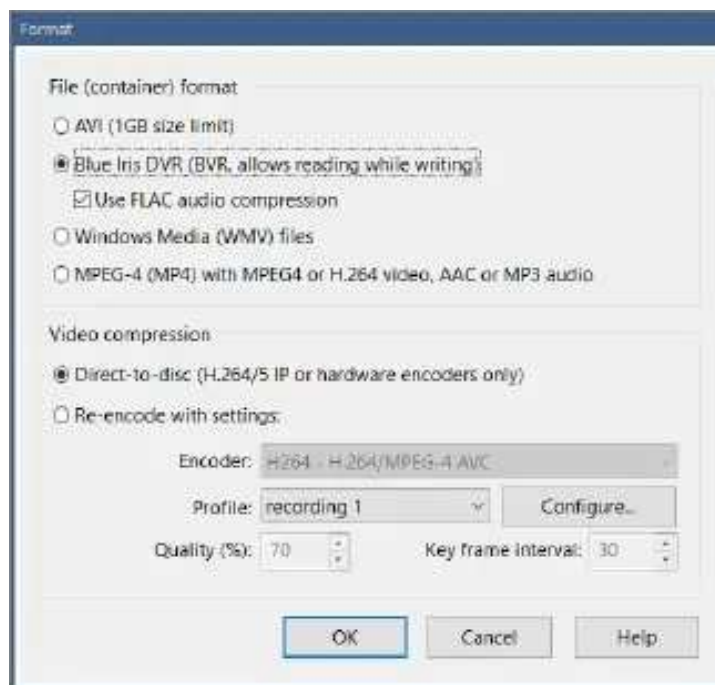 Format
File (container) format
AVI (1GB size limit)
Blue Iris DVR (BVR, allows reading while writing)
Use FLAC audio compression
Windows Media (WMV) files
MPEG-4 (MP4) with MPEG4 or H.264 video, AAC or MP3 audio
Video compression
Direct-to-disc (H.264/5 IP or hardware encoders only)
Re-encode with settings:
Encoder: H264 - H.264/MPEG-4 AVC
Profile: recording 1 Configure...
Quality (%): 70 Key frame interval: 30
OK Cancel Help